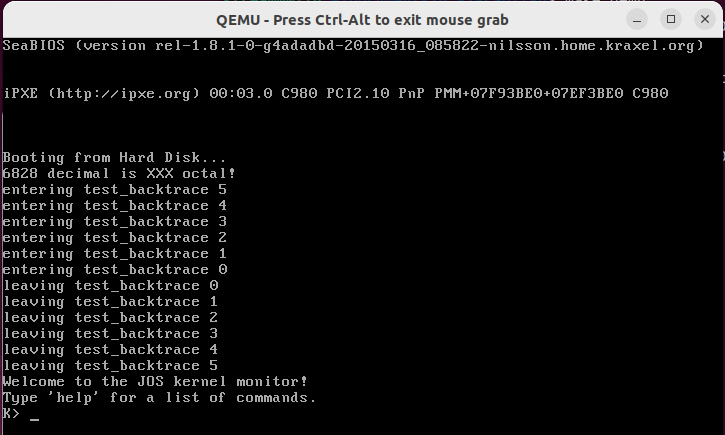 QEMU - Press Ctrl-Alt to exit mouse grab
SeaBIOS (version rel-1.8.1-0-g4adadbd-20150316_085822-nilsson.home.kraxel.org)
iPXE (http://ipxe.org) 00:03.0 C980 PCI2.10 PnP PMM+07F93BE0+07EF3BE0 C980
Booting from Hard Disk...
6828 decimal is XXX octal!
entering test_backtrace 5
entering test_backtrace 4
entering test_backtrace 3
entering test_backtrace 2
entering test_backtrace 1
entering test_backtrace 0
leaving test_backtrace 0
leaving test_backtrace 1
leaving test_backtrace 2
leaving test_backtrace 3
leaving test_backtrace 4
leaving test_backtrace 5
Welcome to the JOS kernel monitor!
Type 'help' for a list of commands.
K> _